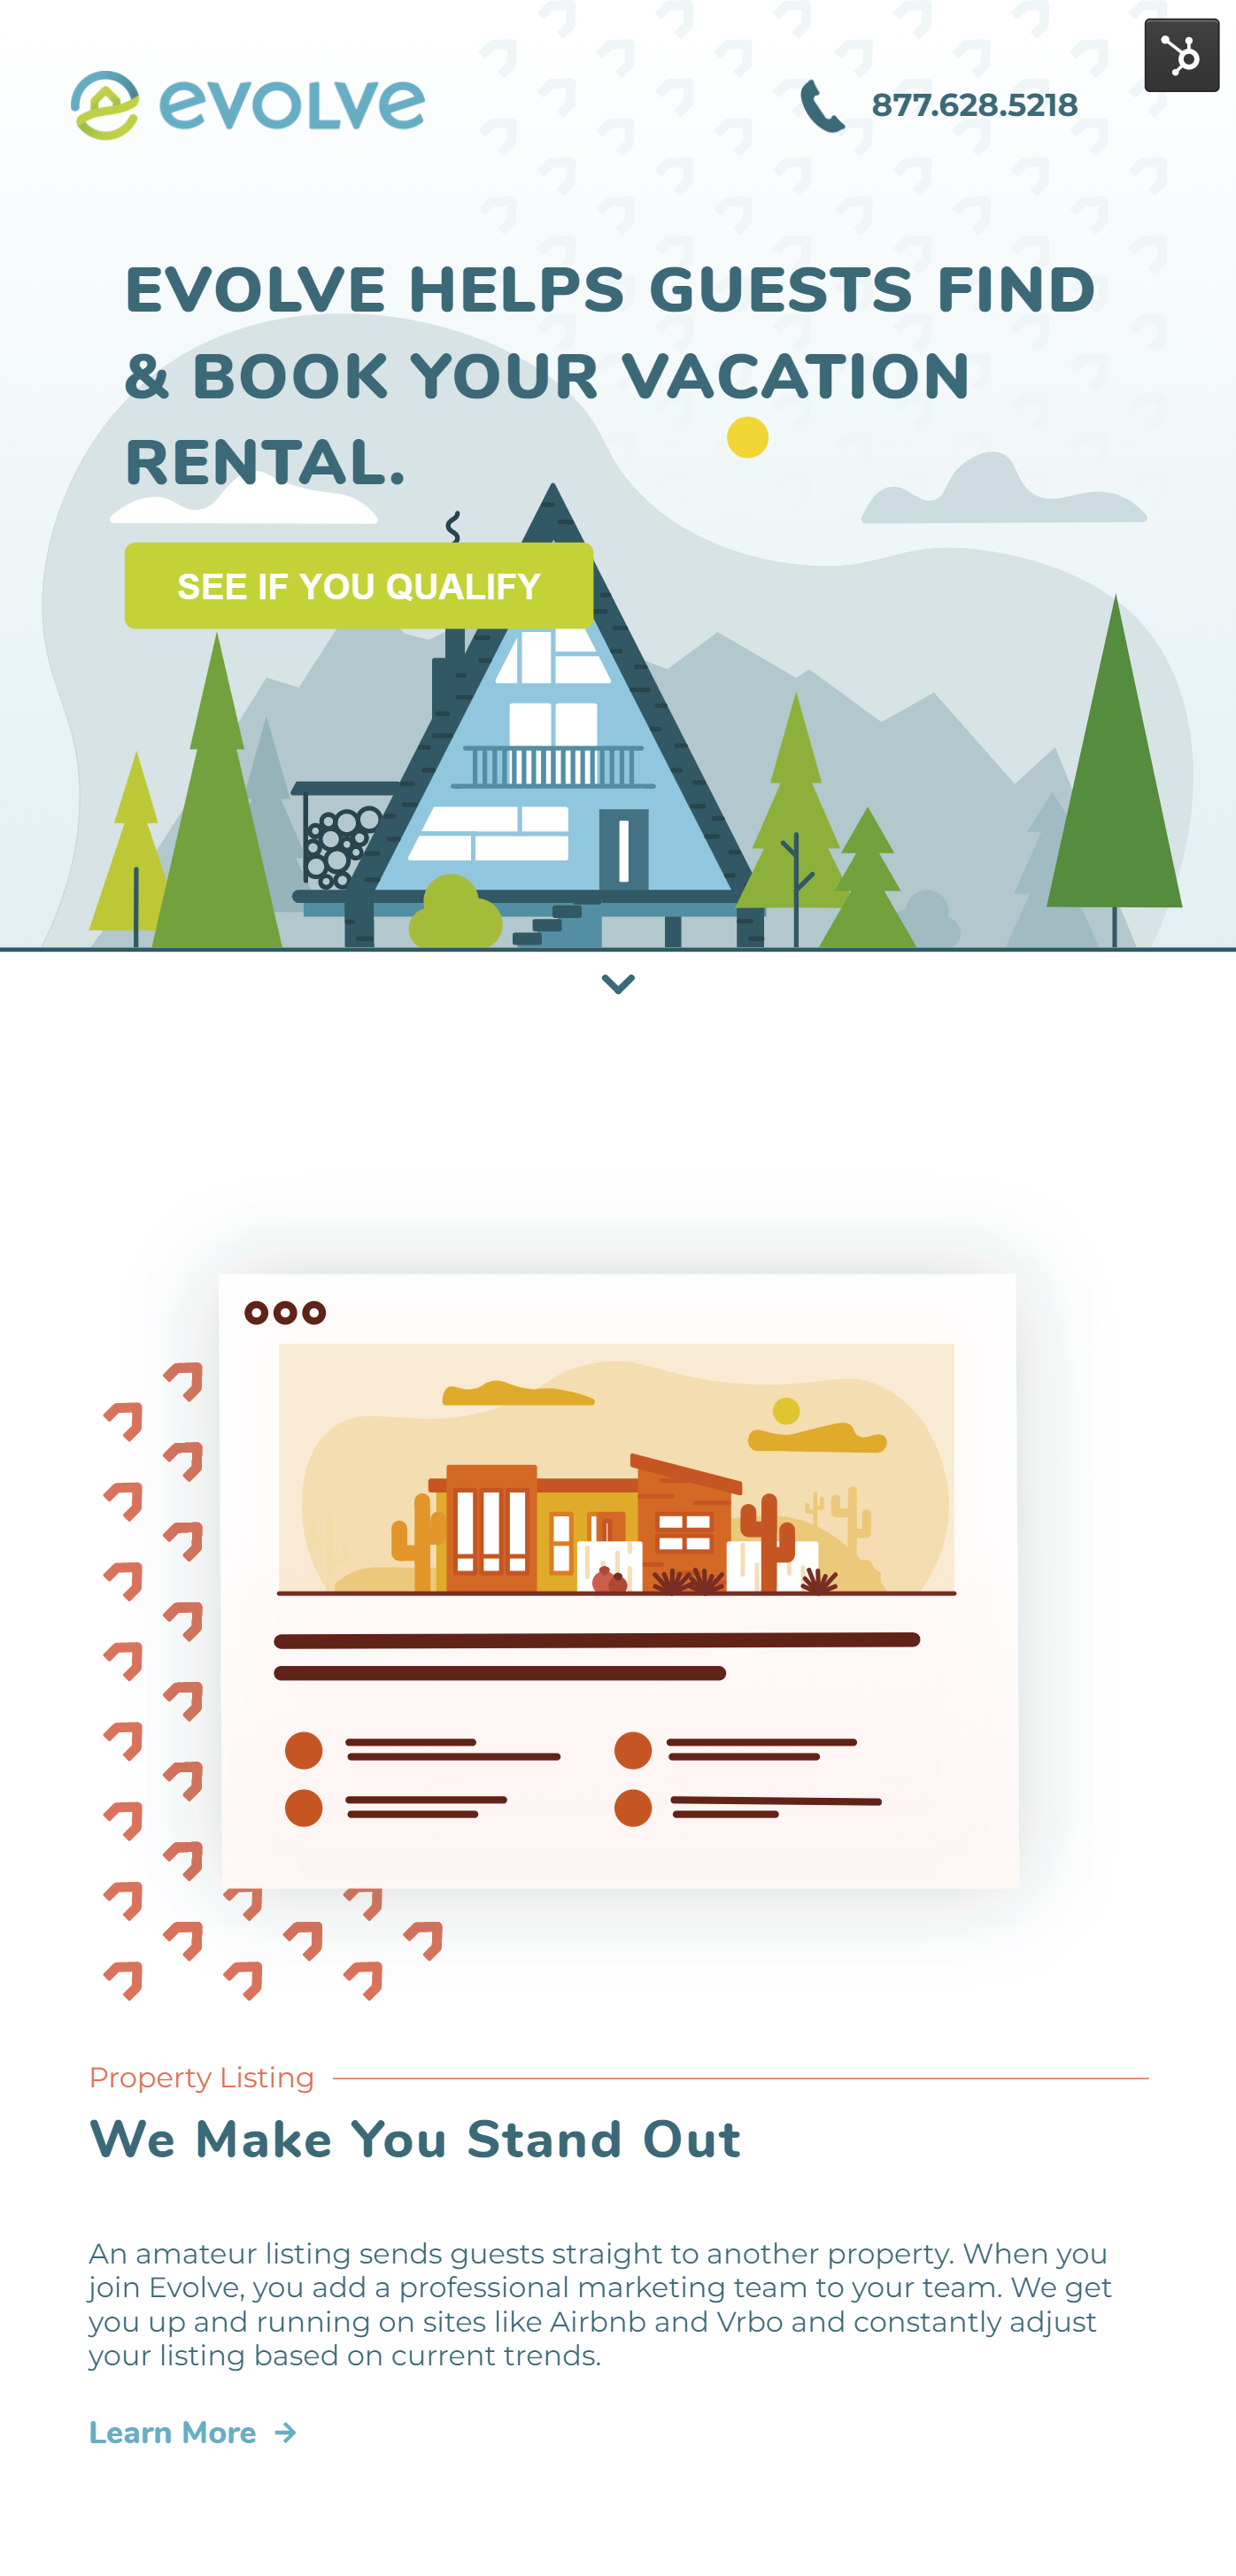 evolve
877.628.5218
EVOLVE HELPS GUESTS FIND
& BOOK YOUR VACATION
RENTAL.
SEE IF YOU QUALIFY
Property Listing
We Make You Stand Out
An amateur listing sends guests straight to another property. When you
join Evolve, you add a professional marketing team to your team. We get
you up and running on sites like Airbnb and Vrbo and constantly adjust
your listing based on current trends.
Learn More →